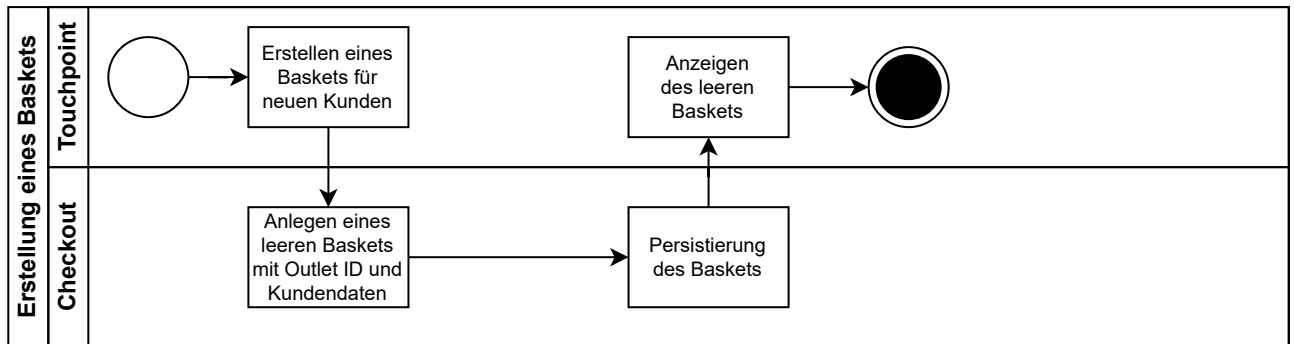 Erstellung eines Baskets
Touchpoint
Erstellen eines
Baskets für
neuen Kunden
Anzeigen
des leeren
Baskets
Checkout
Anlegen eines
leeren Baskets
mit Outlet ID und
Kundendaten
Persistierung
des Baskets